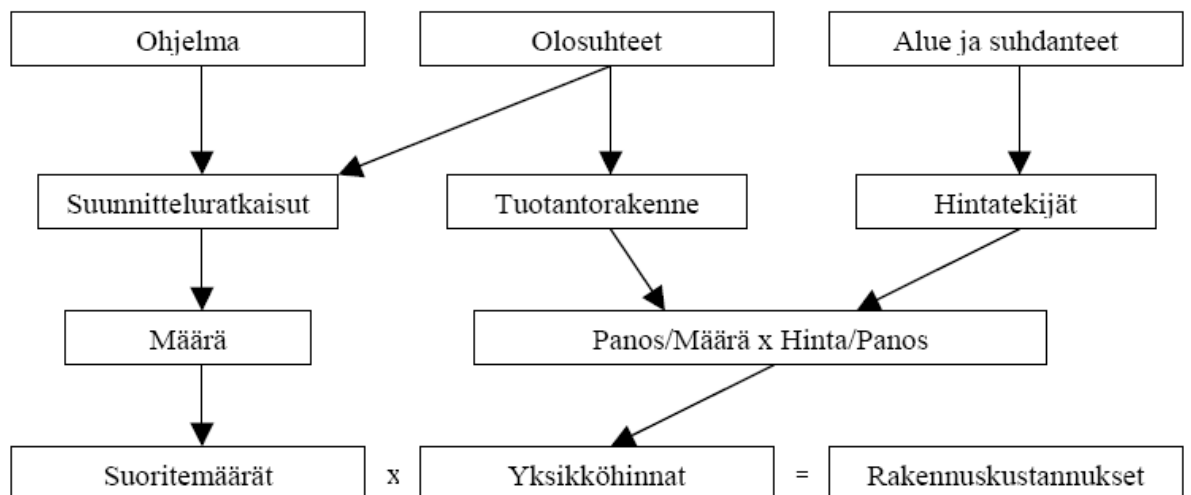 Ohjelma
Olosuhteet
Alue ja suhdanteet
Suunnitteluratkaisut
Tuotantorakenne
Hintatekijät
Määrä
Panos/Määrä x Hinta/Panos
Suoritemäärät x Yksikköhinnat = Rakennuskustannukset